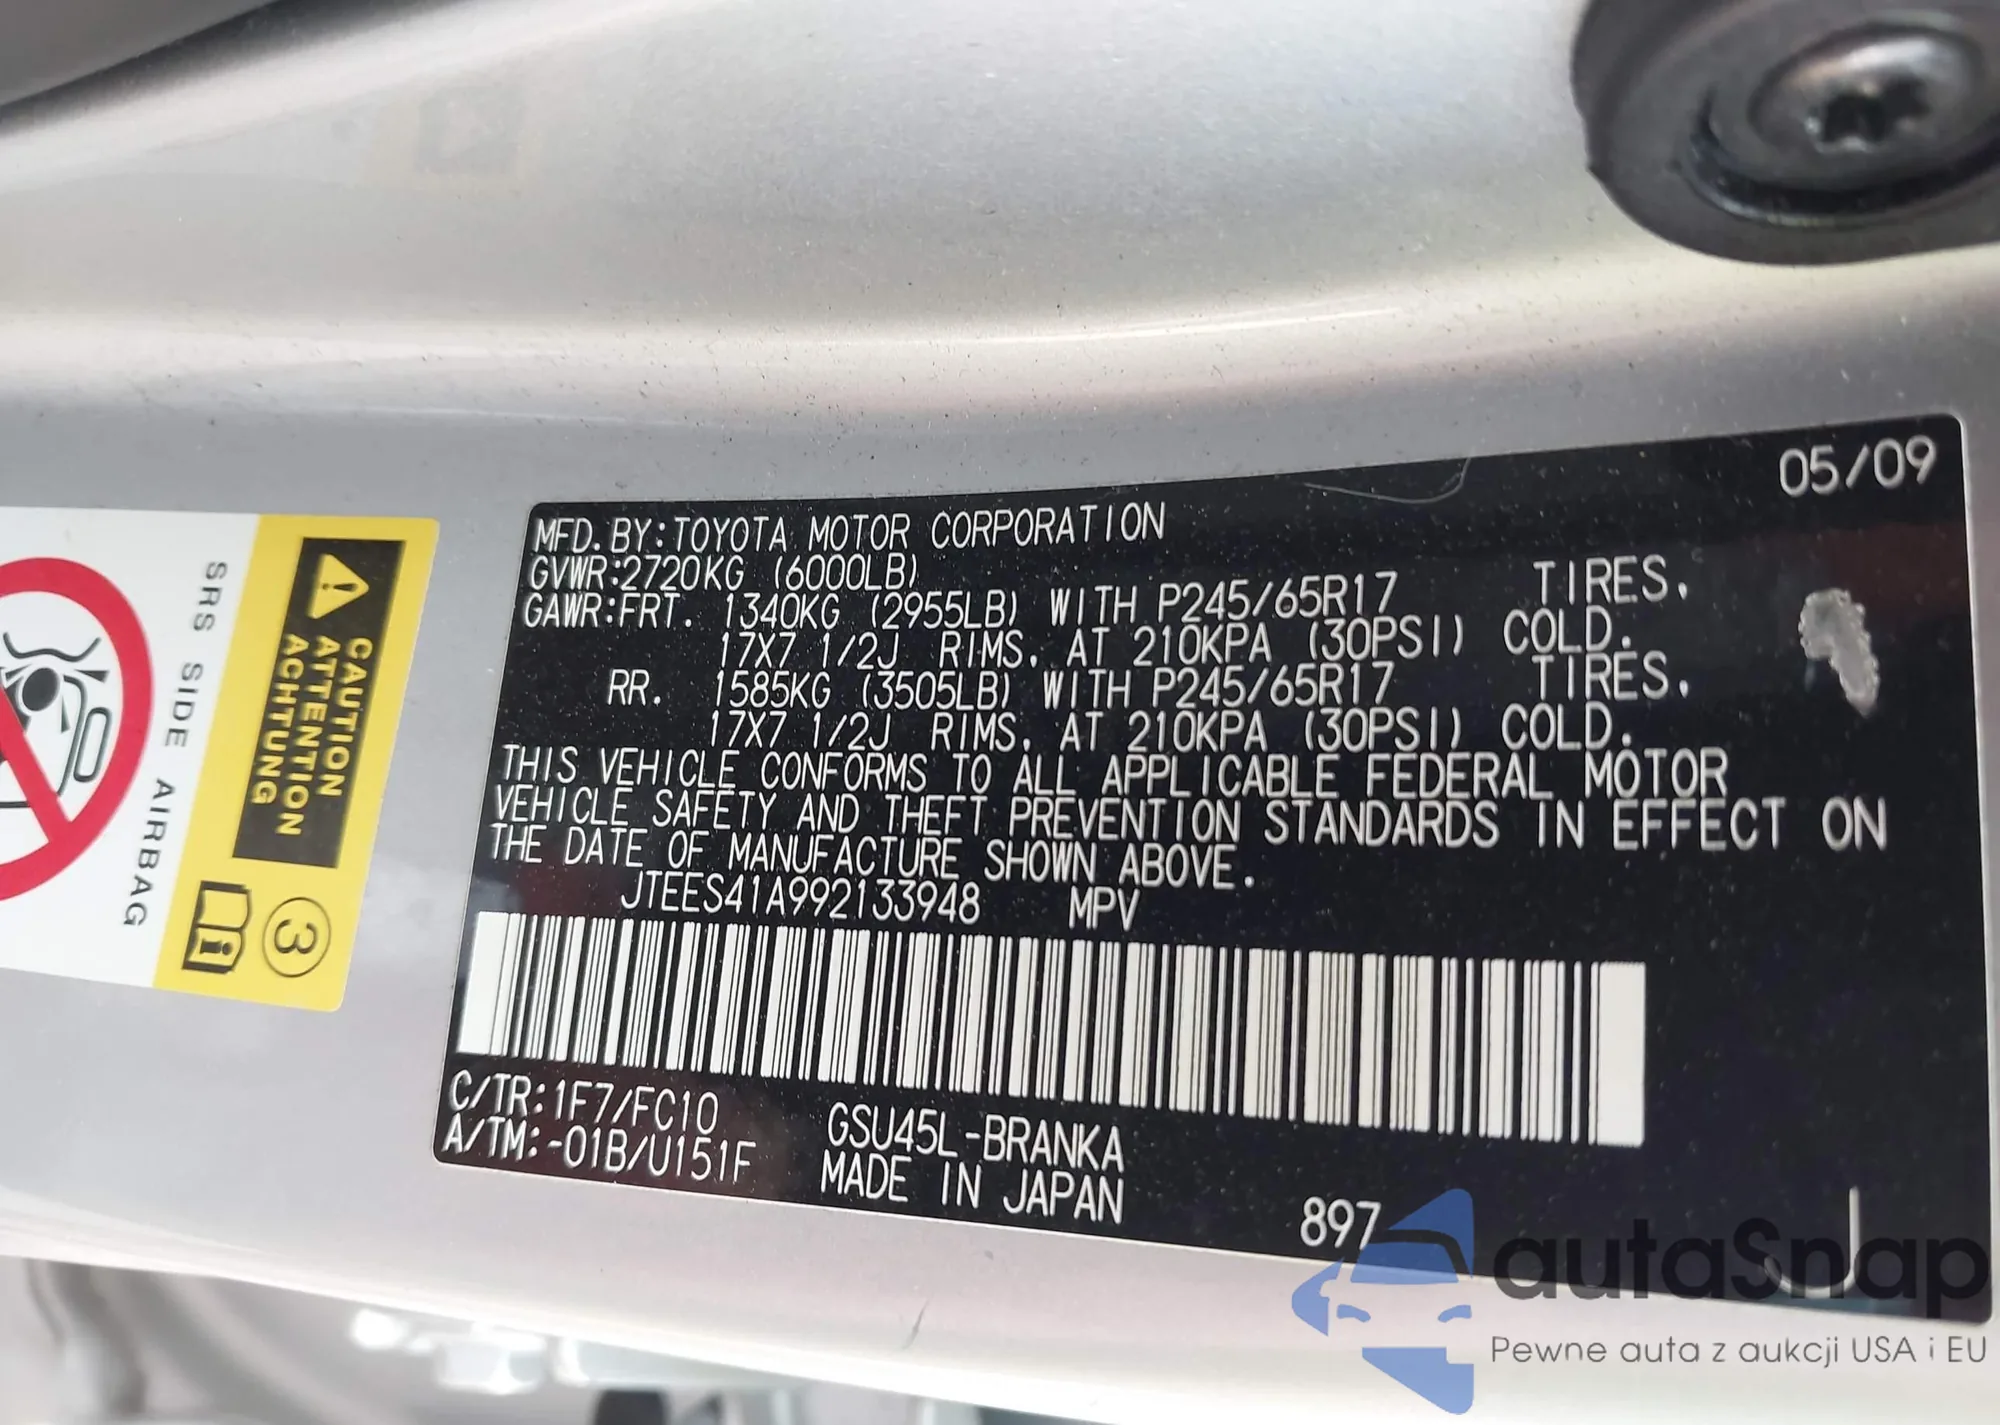 05/09
MFD.BY:TOYOTA MOTOR CORPORATION
GVWR:2720KG (6000LB)
GAWR:FRT. 1340KG (2955LB) WITH P245/65R17 TIRES,
17X7 1/2J RIMS, AT 210KPA (30PSI) COLD.
RR. 1585KG (3505LB) WITH P245/65R17 TIRES,
17X7 1/2J RIMS, AT 210KPA (30PSI) COLD.
THIS VEHICLE CONFORMS TO ALL APPLICABLE FEDERAL MOTOR
VEHICLE SAFETY AND THEFT PREVENTION STANDARDS IN EFFECT ON
THE DATE OF MANUFACTURE SHOWN ABOVE.
JTEES41A992133948 MPV
C/TR:1F7/FC10
A/TM:-01B/U151F
GSU45L-BRANKA
MADE IN JAPAN
897
J
CAUTION
ATTENTION
ACHTUNG
3
i
SRS SIDE AIRBAG
autaSnap
Pewne auta z aukcji USA i EU